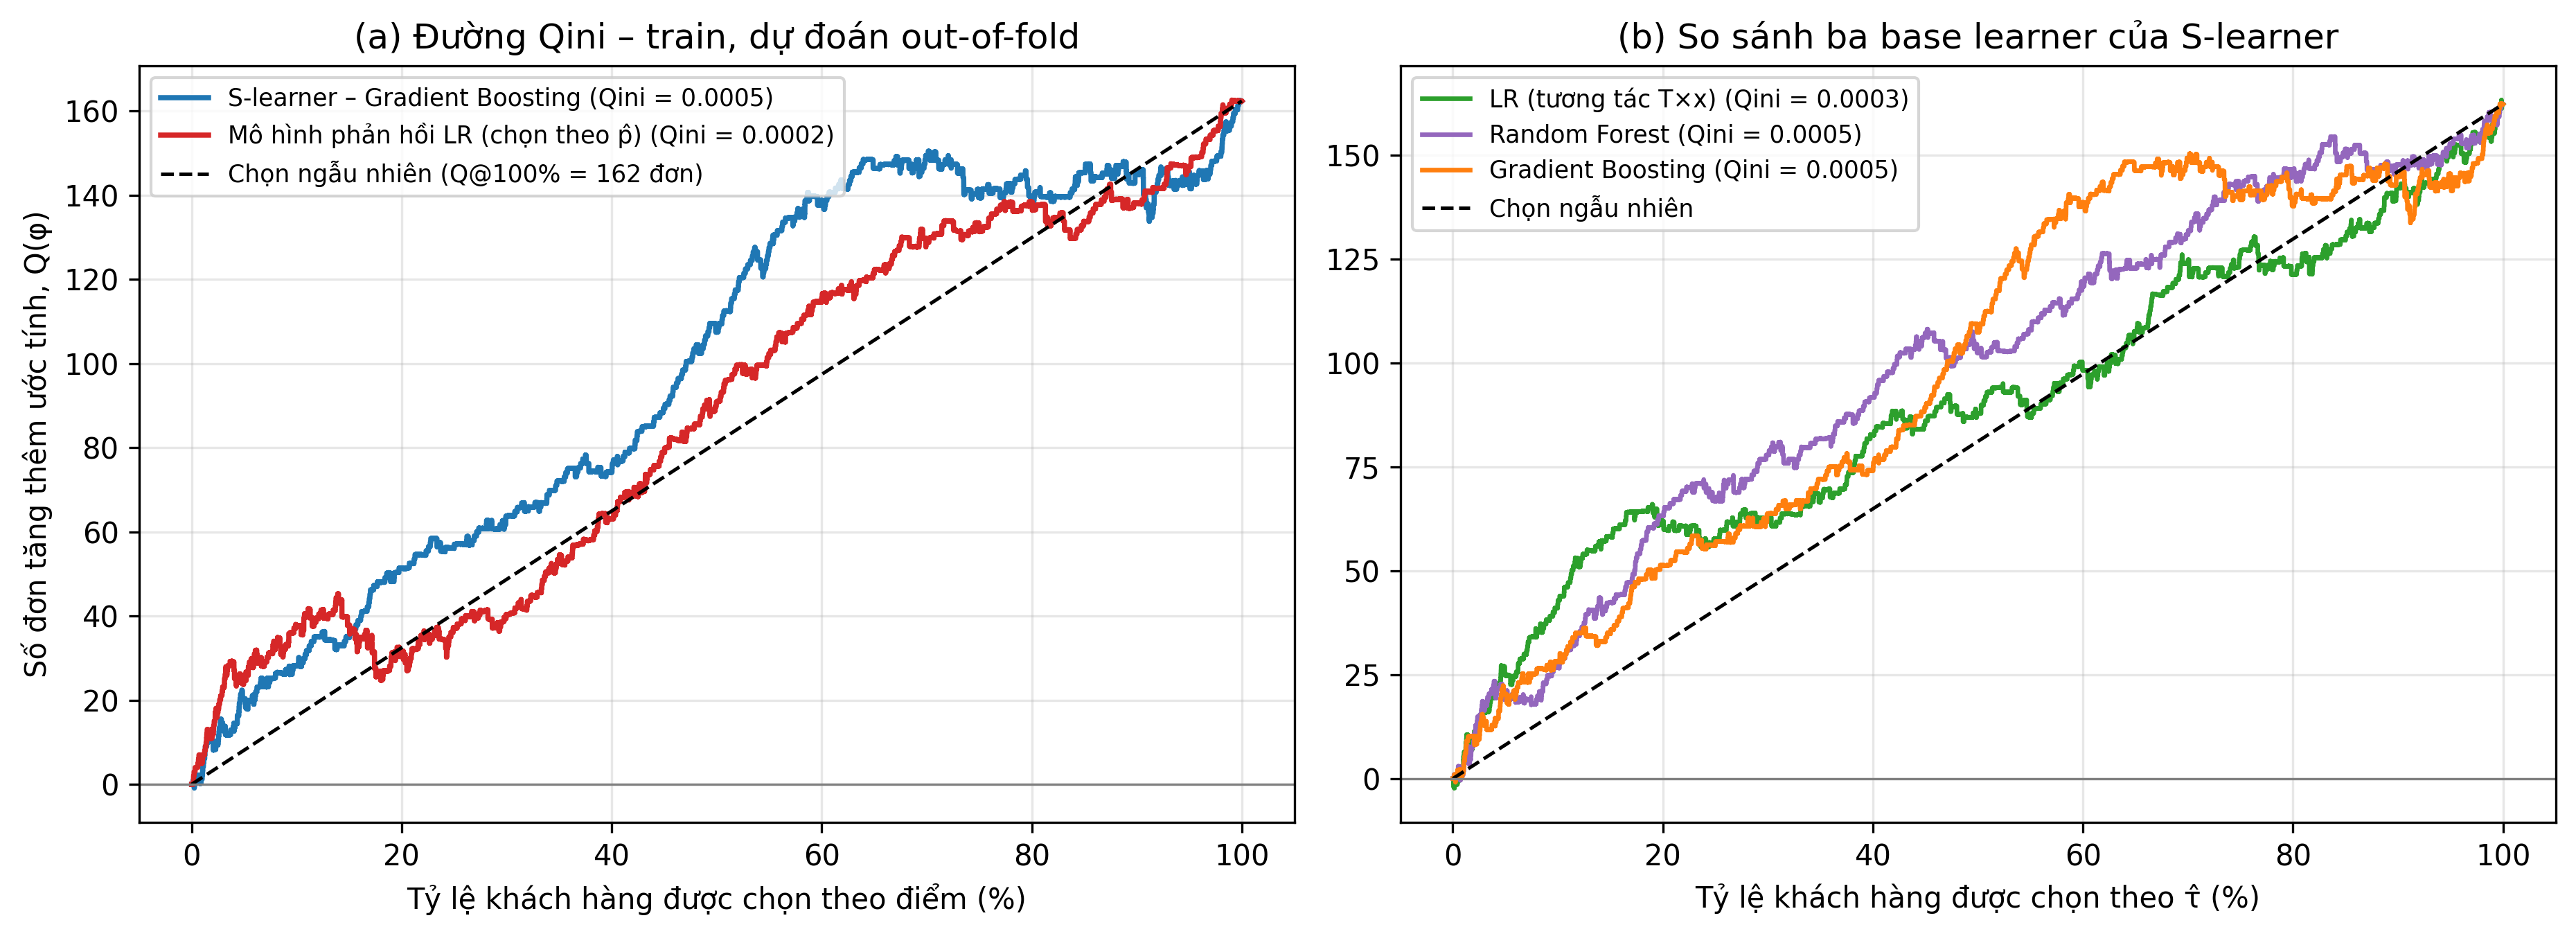 (a) Đường Qini – train, dự đoán out-of-fold
S-learner – Gradient Boosting (Qini = 0.0005)
Mô hình phản hồi LR (chọn theo p̂) (Qini = 0.0002)
Chọn ngẫu nhiên (Q@100% = 162 đơn)
Số đơn tăng thêm ước tính, Q(φ)
160
140
120
100
80
60
40
20
0
0 20 40 60 80 100
Tỷ lệ khách hàng được chọn theo điểm (%)
(b) So sánh ba base learner của S-learner
LR (tương tác T×x) (Qini = 0.0003)
Random Forest (Qini = 0.0005)
Gradient Boosting (Qini = 0.0005)
Chọn ngẫu nhiên
150
125
100
75
50
25
0
0 20 40 60 80 100
Tỷ lệ khách hàng được chọn theo τ̂ (%)